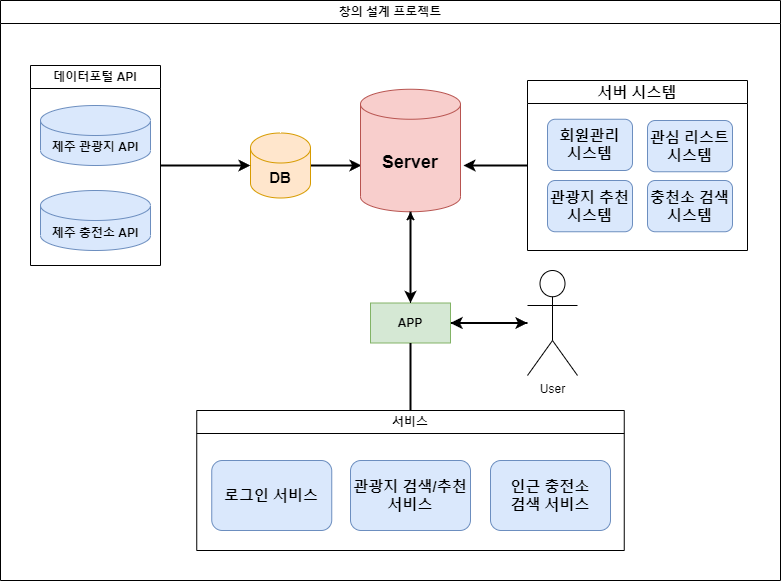 창의 설계 프로젝트
데이터포털 API
제주 관광지 API
제주 충전소 API
DB
Server
서버 시스템
회원관리
시스템
관심 리스트
시스템
관광지 추천
시스템
충천소 검색
시스템
APP
User
서비스
로그인 서비스
관광지 검색/추천
서비스
인근 충전소
검색 서비스